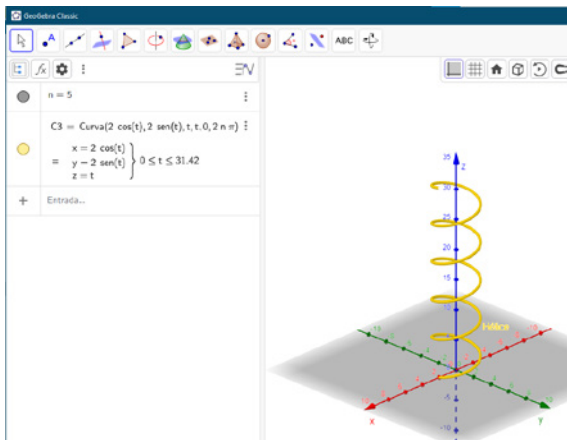 GeoGebra Classic
ABC
n = 5
C3 = Curva(2 cos(t), 2 sen(t), t, t, 0, 2 n π)
x = 2 cos(t)
= y = 2 sen(t) } 0 ≤ t ≤ 31.42
z = t
Entrada...
z
35
30
25
20
15
10
5
Hélice
-5
-10
x
y